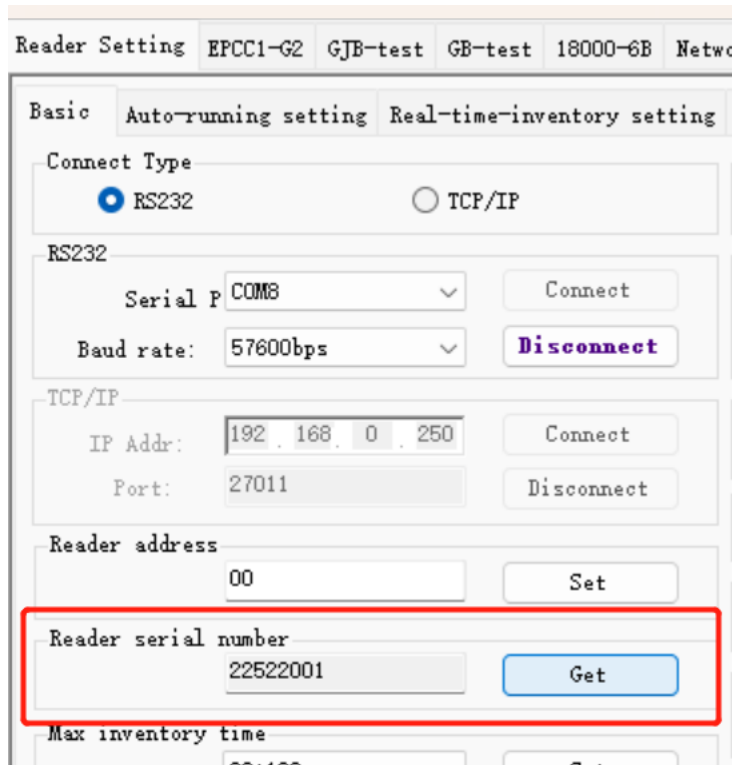 Reader Setting EPCC1-G2 GJB-test GB-test 18000-6B
Basic Auto-running setting Real-time-inventory setting
Connect Type
RS232 TCP/IP
RS232
Serial P COM8 Connect
Baud rate: 57600bps Disconnect
TCP/IP
IP Addr: 192 . 168 . 0 . 250 Connect
Port: 27011 Disconnect
Reader address
00 Set
Reader serial number
22522001 Get
Max inventory time